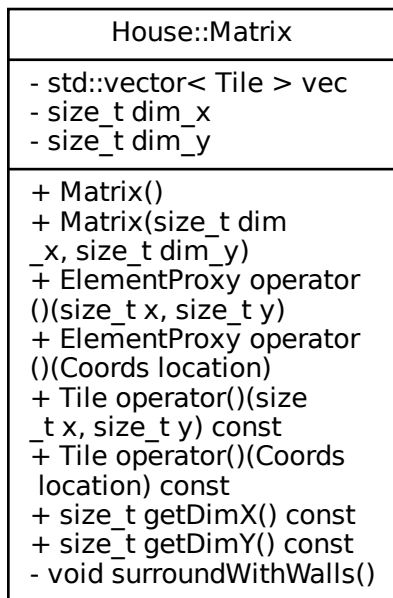 House::Matrix
- std::vector< Tile > vec
- size_t dim_x
- size_t dim_y
+ Matrix()
+ Matrix(size_t dim
_x, size_t dim_y)
+ ElementProxy operator
()(size_t x, size_t y)
+ ElementProxy operator
()(Coords location)
+ Tile operator()(size
_t x, size_t y) const
+ Tile operator()(Coords
 location) const
+ size_t getDimX() const
+ size_t getDimY() const
- void surroundWithWalls()